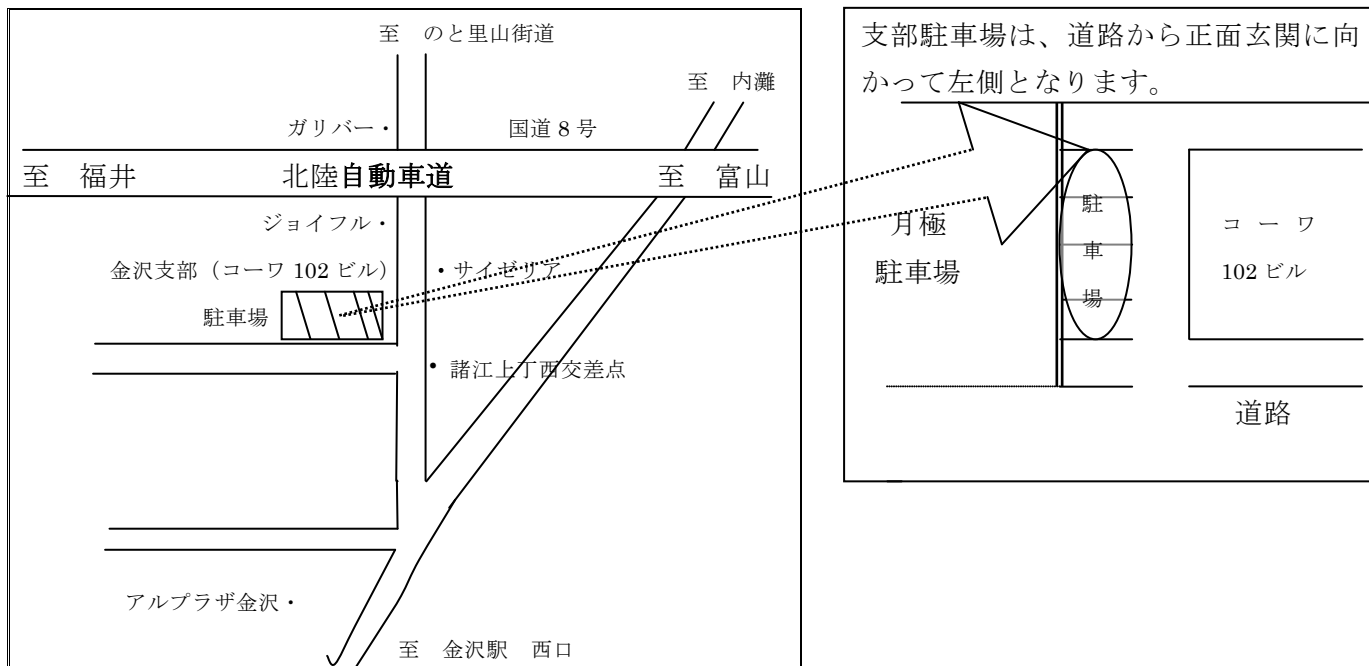 至 のと里山街道
至 内灘
ガリバー・
国道８号
至 福井
北陸自動車道
至 富山
ジョイフル・
金沢支部（コーワ 102 ビル）
・サイゼリア
駐車場
・諸江上丁西交差点
アルプラザ金沢・
至 金沢駅 西口
支部駐車場は、道路から正面玄関に向
かって左側となります。
月極
駐車場
駐
車
場
コーワ
102 ビル
道路